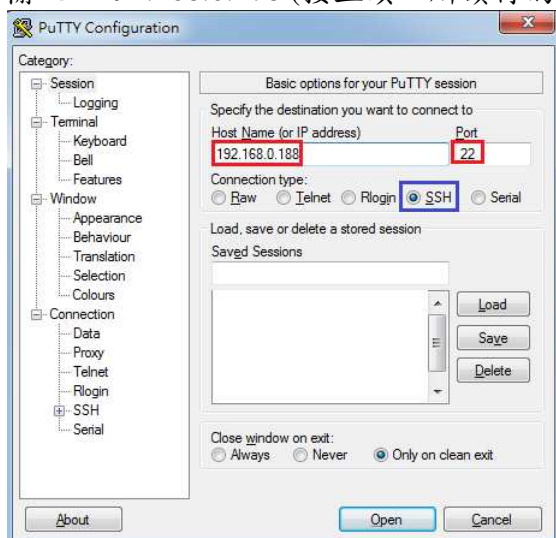 PuTTY Configuration
Category:
Session
Logging
Terminal
Keyboard
Bell
Features
Window
Appearance
Behaviour
Translation
Selection
Colours
Connection
Data
Proxy
Telnet
Rlogin
SSH
Serial
Basic options for your PuTTY session
Specify the destination you want to connect to
Host Name (or IP address)
Port
192.168.0.188
22
Connection type:
Raw
Telnet
Rlogin
SSH
Serial
Load, save or delete a stored session
Saved Sessions
Load
Save
Delete
Close window on exit:
Always
Never
Only on clean exit
About
Open
Cancel